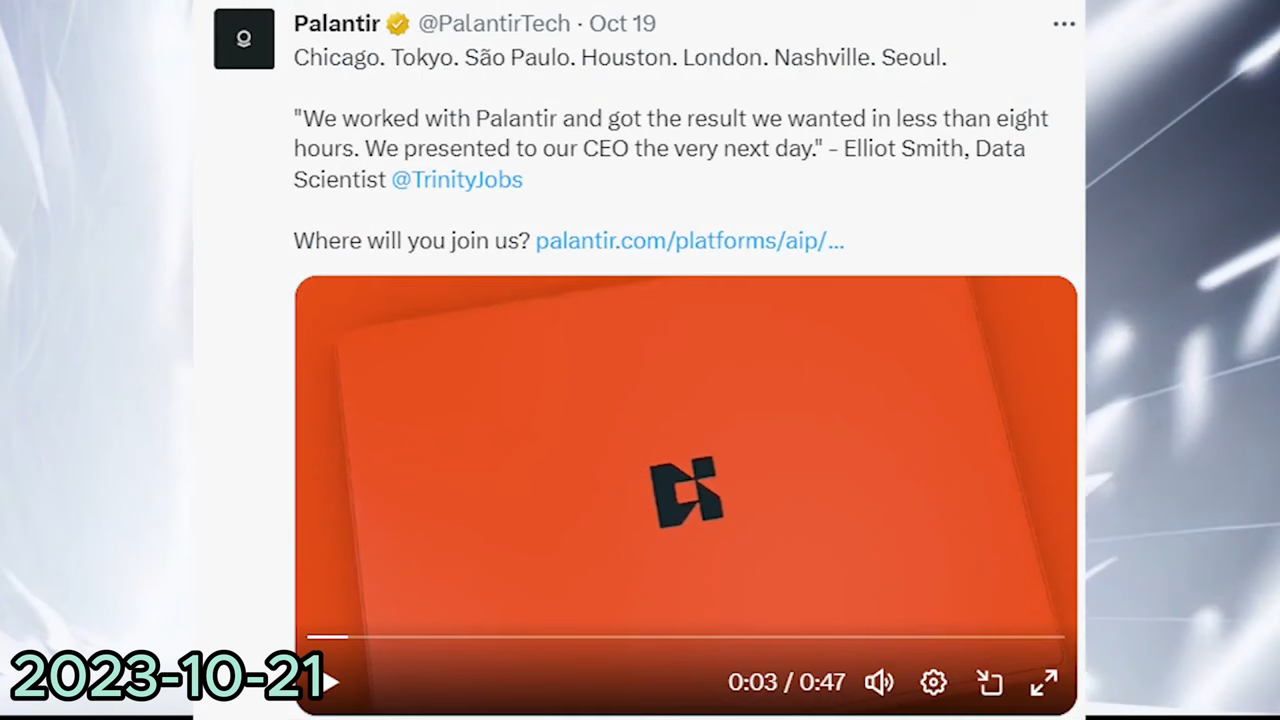 Palantir @PalantirTech · Oct 19
Chicago. Tokyo. São Paulo. Houston. London. Nashville. Seoul.
"We worked with Palantir and got the result we wanted in less than eight
hours. We presented to our CEO the very next day." - Elliot Smith, Data
Scientist @TrinityJobs
Where will you join us? palantir.com/platforms/aip/...
0:03 / 0:47
2023-10-21